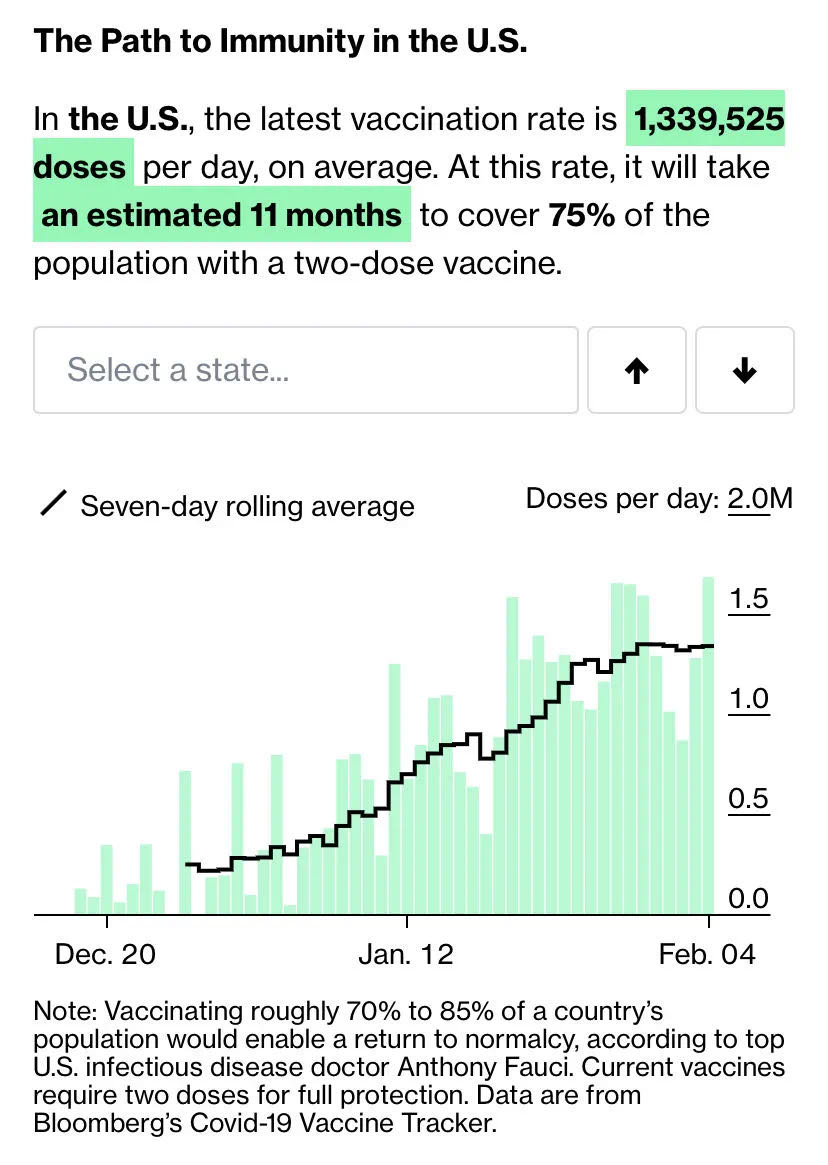 The Path to Immunity in the U.S.
In the U.S., the latest vaccination rate is 1,339,525
doses per day, on average. At this rate, it will take
an estimated 11 months to cover 75% of the
population with a two-dose vaccine.
Select a state...
Seven-day rolling average
Doses per day: 2.0M
1.5
1.0
0.5
0.0
Dec. 20 Jan. 12 Feb. 04
Note: Vaccinating roughly 70% to 85% of a country’s
population would enable a return to normalcy, according to top
U.S. infectious disease doctor Anthony Fauci. Current vaccines
require two doses for full protection. Data are from
Bloomberg’s Covid-19 Vaccine Tracker.